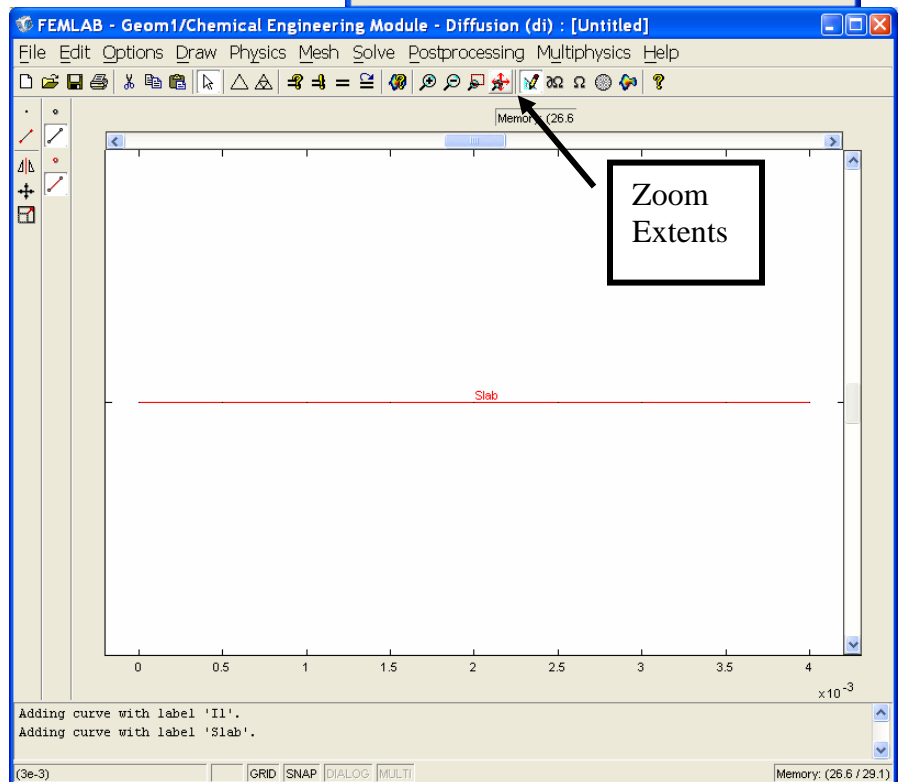 FEMLAB - Geom1/Chemical Engineering Module - Diffusion (di) : [Untitled]
File Edit Options Draw Physics Mesh Solve Postprocessing Multiphysics Help
∂Ω Ω
Memory: (26.6
Zoom
Extents
Slab
0 0.5 1 1.5 2 2.5 3 3.5 4
×10⁻³
Adding curve with label 'I1'.
Adding curve with label 'Slab'.
(3e-3) GRID SNAP DIALOG MULTI Memory: (26.6 / 29.1)